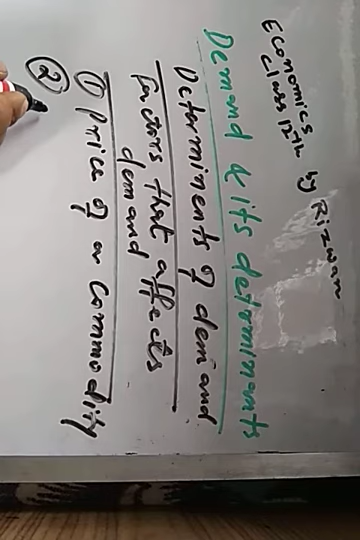 Economics by Rizwan
Class 12th
Demand & its determinants
Determinents of demand
factors that affects
demand
① Price of a Commodity
②